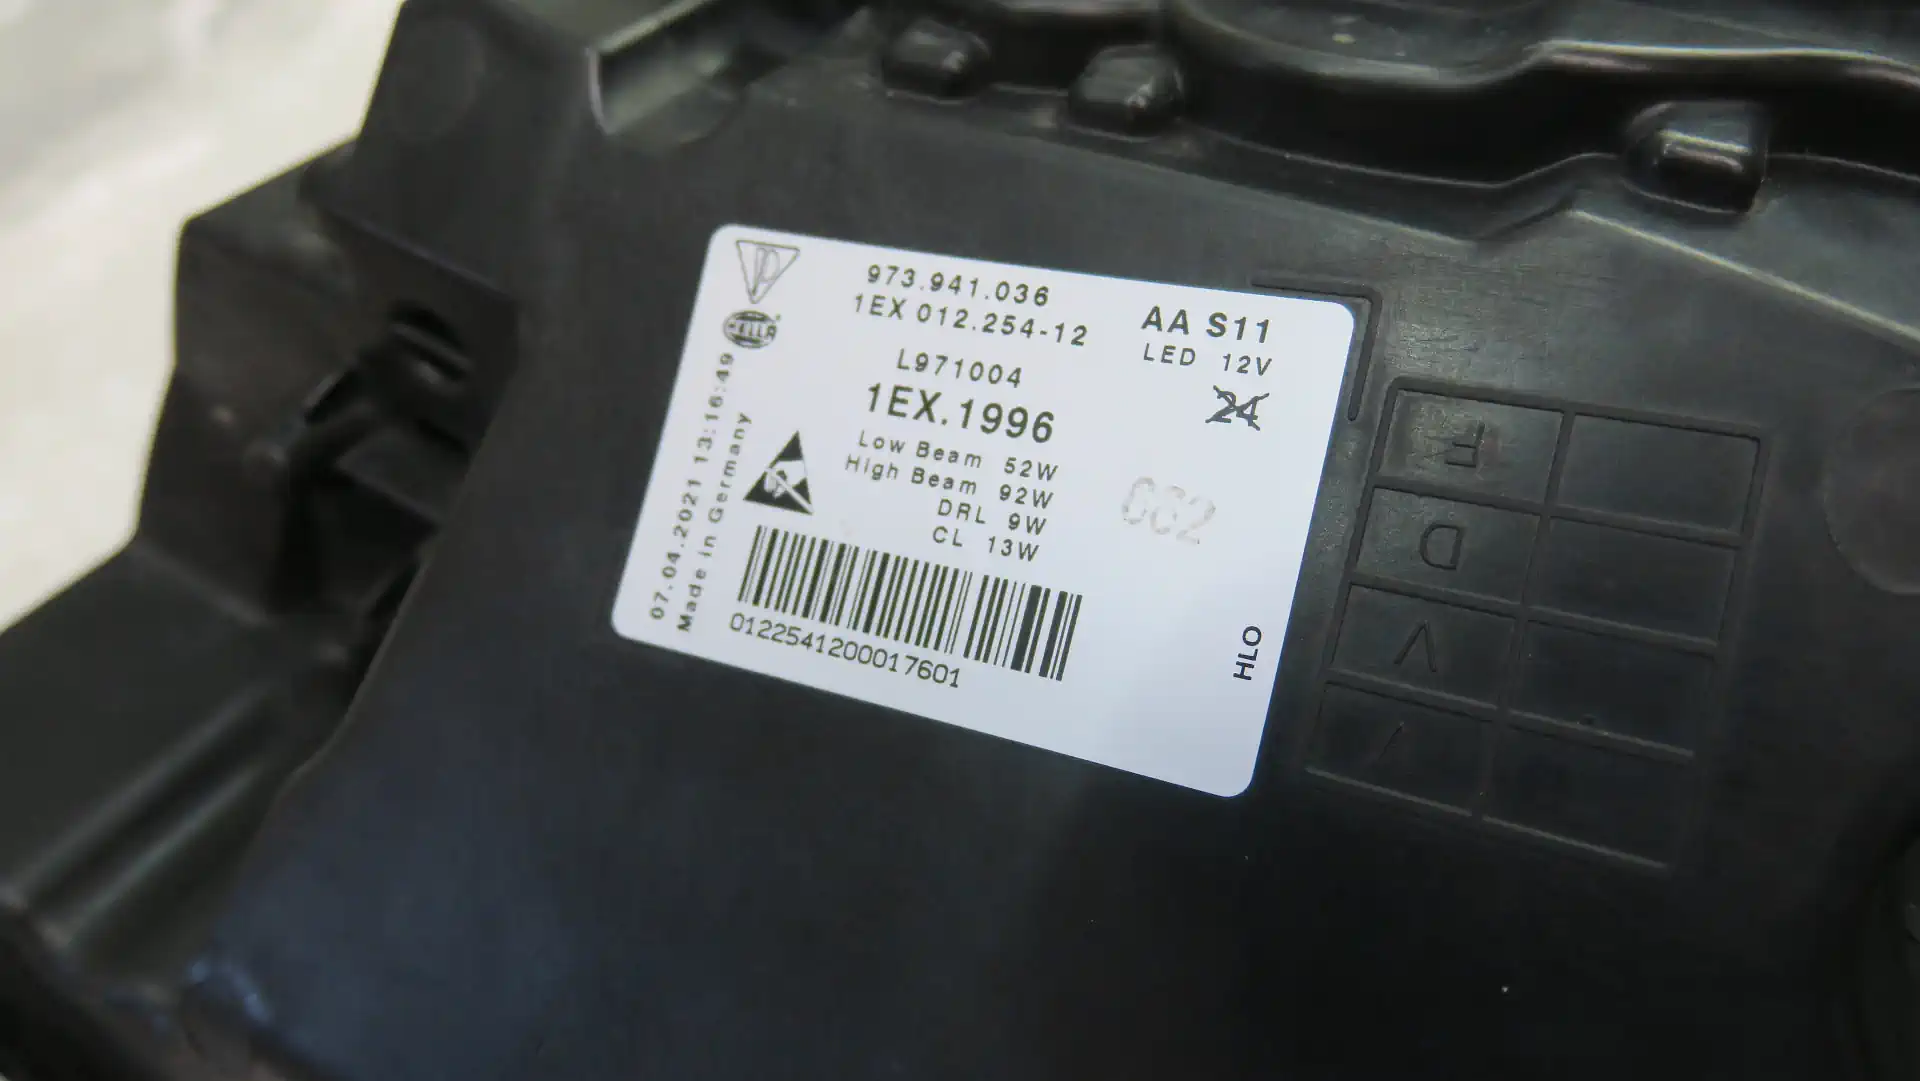 973.941.036
1EX 012.254-12
AA S11
LED 12V
HELLA
L971004
24
1EX.1996
Low Beam 52W
High Beam 92W
DRL 9W
CL 13W
07.04.2021 13:16:49
Made in Germany
0122541200017601
HLO
F
D
V